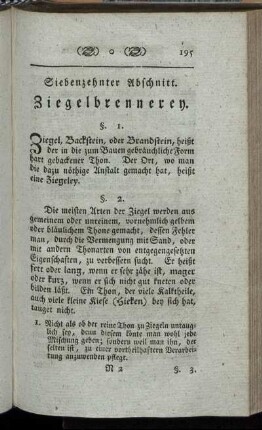 195
Siebenzehnter Abschnitt.
Ziegelbrennerey.
§. 1.
Ziegel, Backstein, oder Brandstein, heißt
der in die zum Bauen gebräuchliche Form
hart gebackener Thon. Der Ort, wo man
die dazu nöthige Anstalt gemacht hat, heißt
eine Ziegeley.
§. 2.
Die meisten Arten der Ziegel werden aus
gemeinem oder unreinem, vornehmlich gelbem
oder bläulichem Thone gemacht, dessen Fehler
man, durch die Vermengung mit Sand, oder
mit andern Thonarten von entgegengesetzten
Eigenschaften, zu verbessern sucht. Er heißt
fett oder lang, wenn er sehr zähe ist, mager
oder kurz, wenn er sich nicht gut kneten oder
bilden läßt. Ein Thon, der viele Kalktheile,
auch viele kleine Kiese (Hieken) bey sich hat,
tauget nicht.
1. Nicht als ob der reine Thon zu Ziegeln untaug-
lich sey, denn diesem könte man wohl jede
Mischung geben; sondern weil man ihn, der
selten ist, zu einer vortheilhaftern Verarbei-
tung anzuwenden pflegt.
N 2 §. 3.